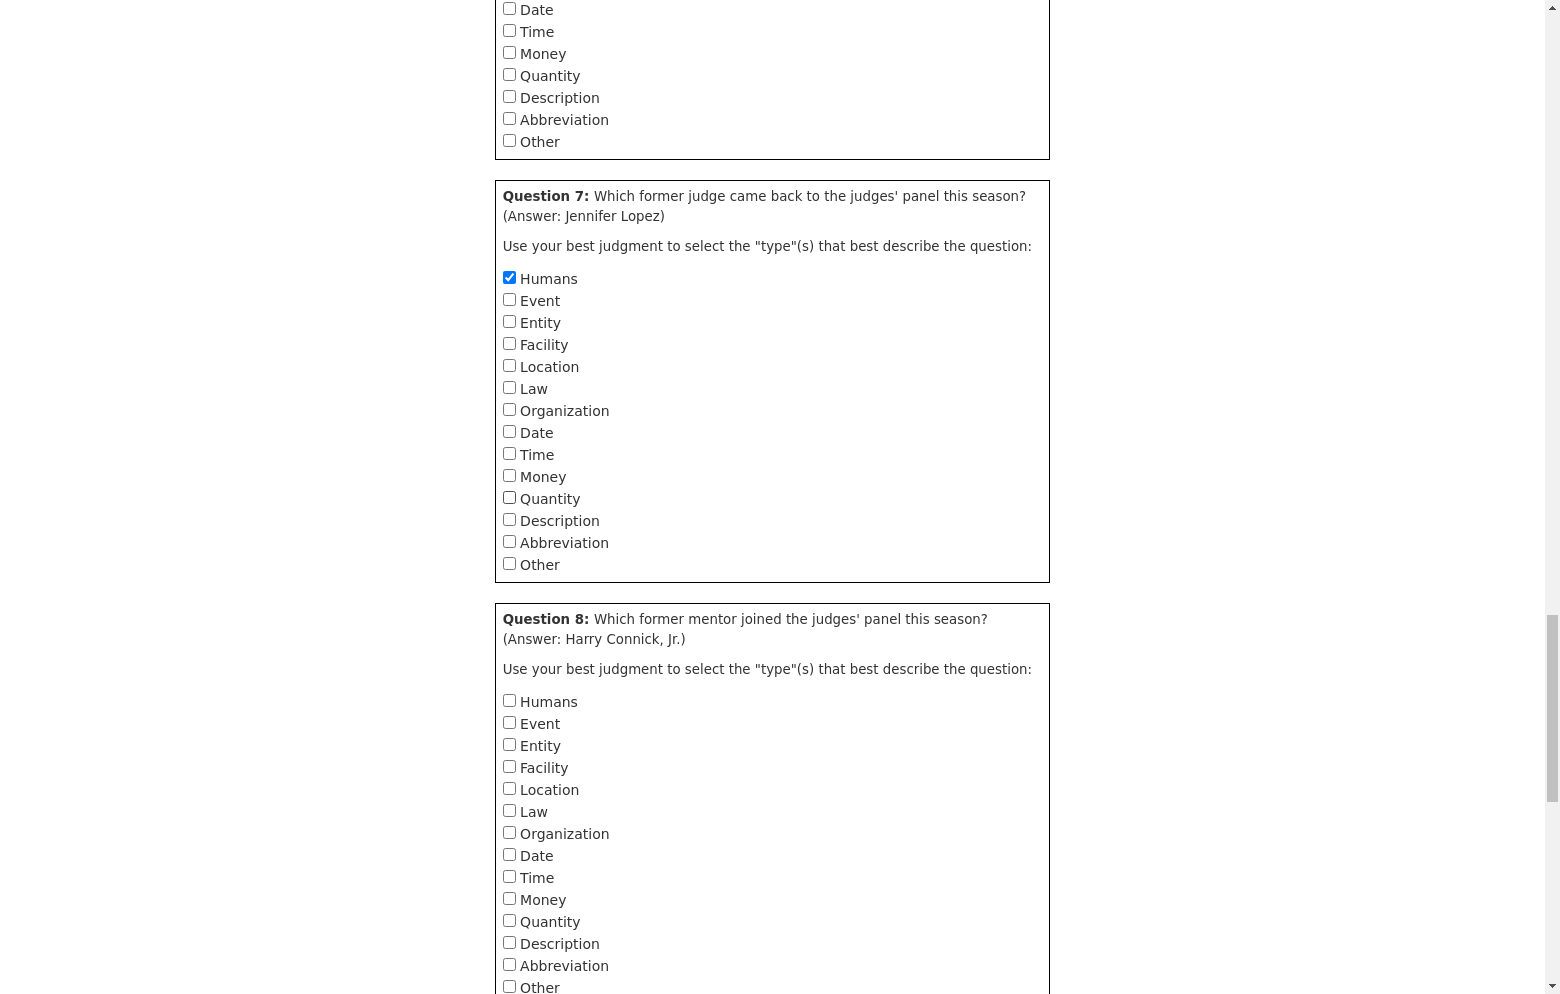 Date
Time
Money
Quantity
Description
Abbreviation
Other
Question 7: Which former judge came back to the judges' panel this season?
(Answer: Jennifer Lopez)
Use your best judgment to select the "type"(s) that best describe the question:
Humans
Event
Entity
Facility
Location
Law
Organization
Date
Time
Money
Quantity
Description
Abbreviation
Other
Question 8: Which former mentor joined the judges' panel this season?
(Answer: Harry Connick, Jr.)
Use your best judgment to select the "type"(s) that best describe the question:
Humans
Event
Entity
Facility
Location
Law
Organization
Date
Time
Money
Quantity
Description
Abbreviation
Other